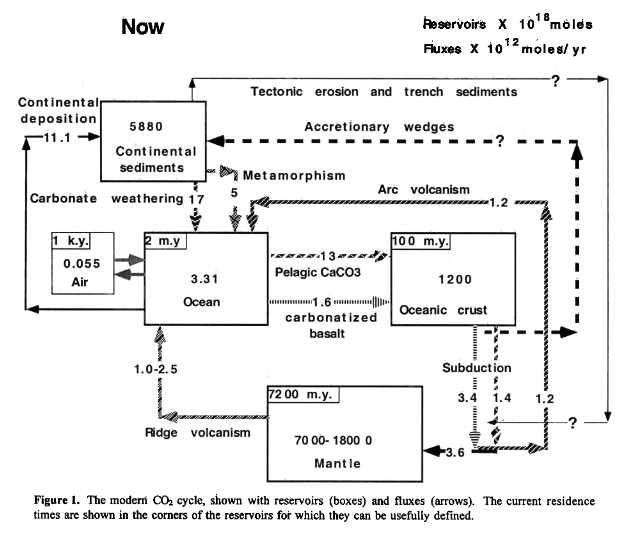 Now
Reservoirs X 10^18 moles
Fluxes X 10^12 moles/yr
?
Tectonic erosion and trench sediments
Continental
deposition
11.1
5880
Continental
sediments
Accretionary wedges
?
Metamorphism
Carbonate weathering 17
5
Arc volcanism
1.2
1 k.y.
0.055
Air
2 m.y
3.31
Ocean
13
Pelagic CaCO3
1.6
carbonatized
basalt
100 m.y.
1200
Oceanic crust
1.0-2.5
Subduction
3.4
1.4
1.2
Ridge volcanism
7200 m.y.
7000-18000
Mantle
3.6
?
Figure 1. The modern CO₂ cycle, shown with reservoirs (boxes) and fluxes (arrows). The current residence
times are shown in the corners of the reservoirs for which they can be usefully defined.